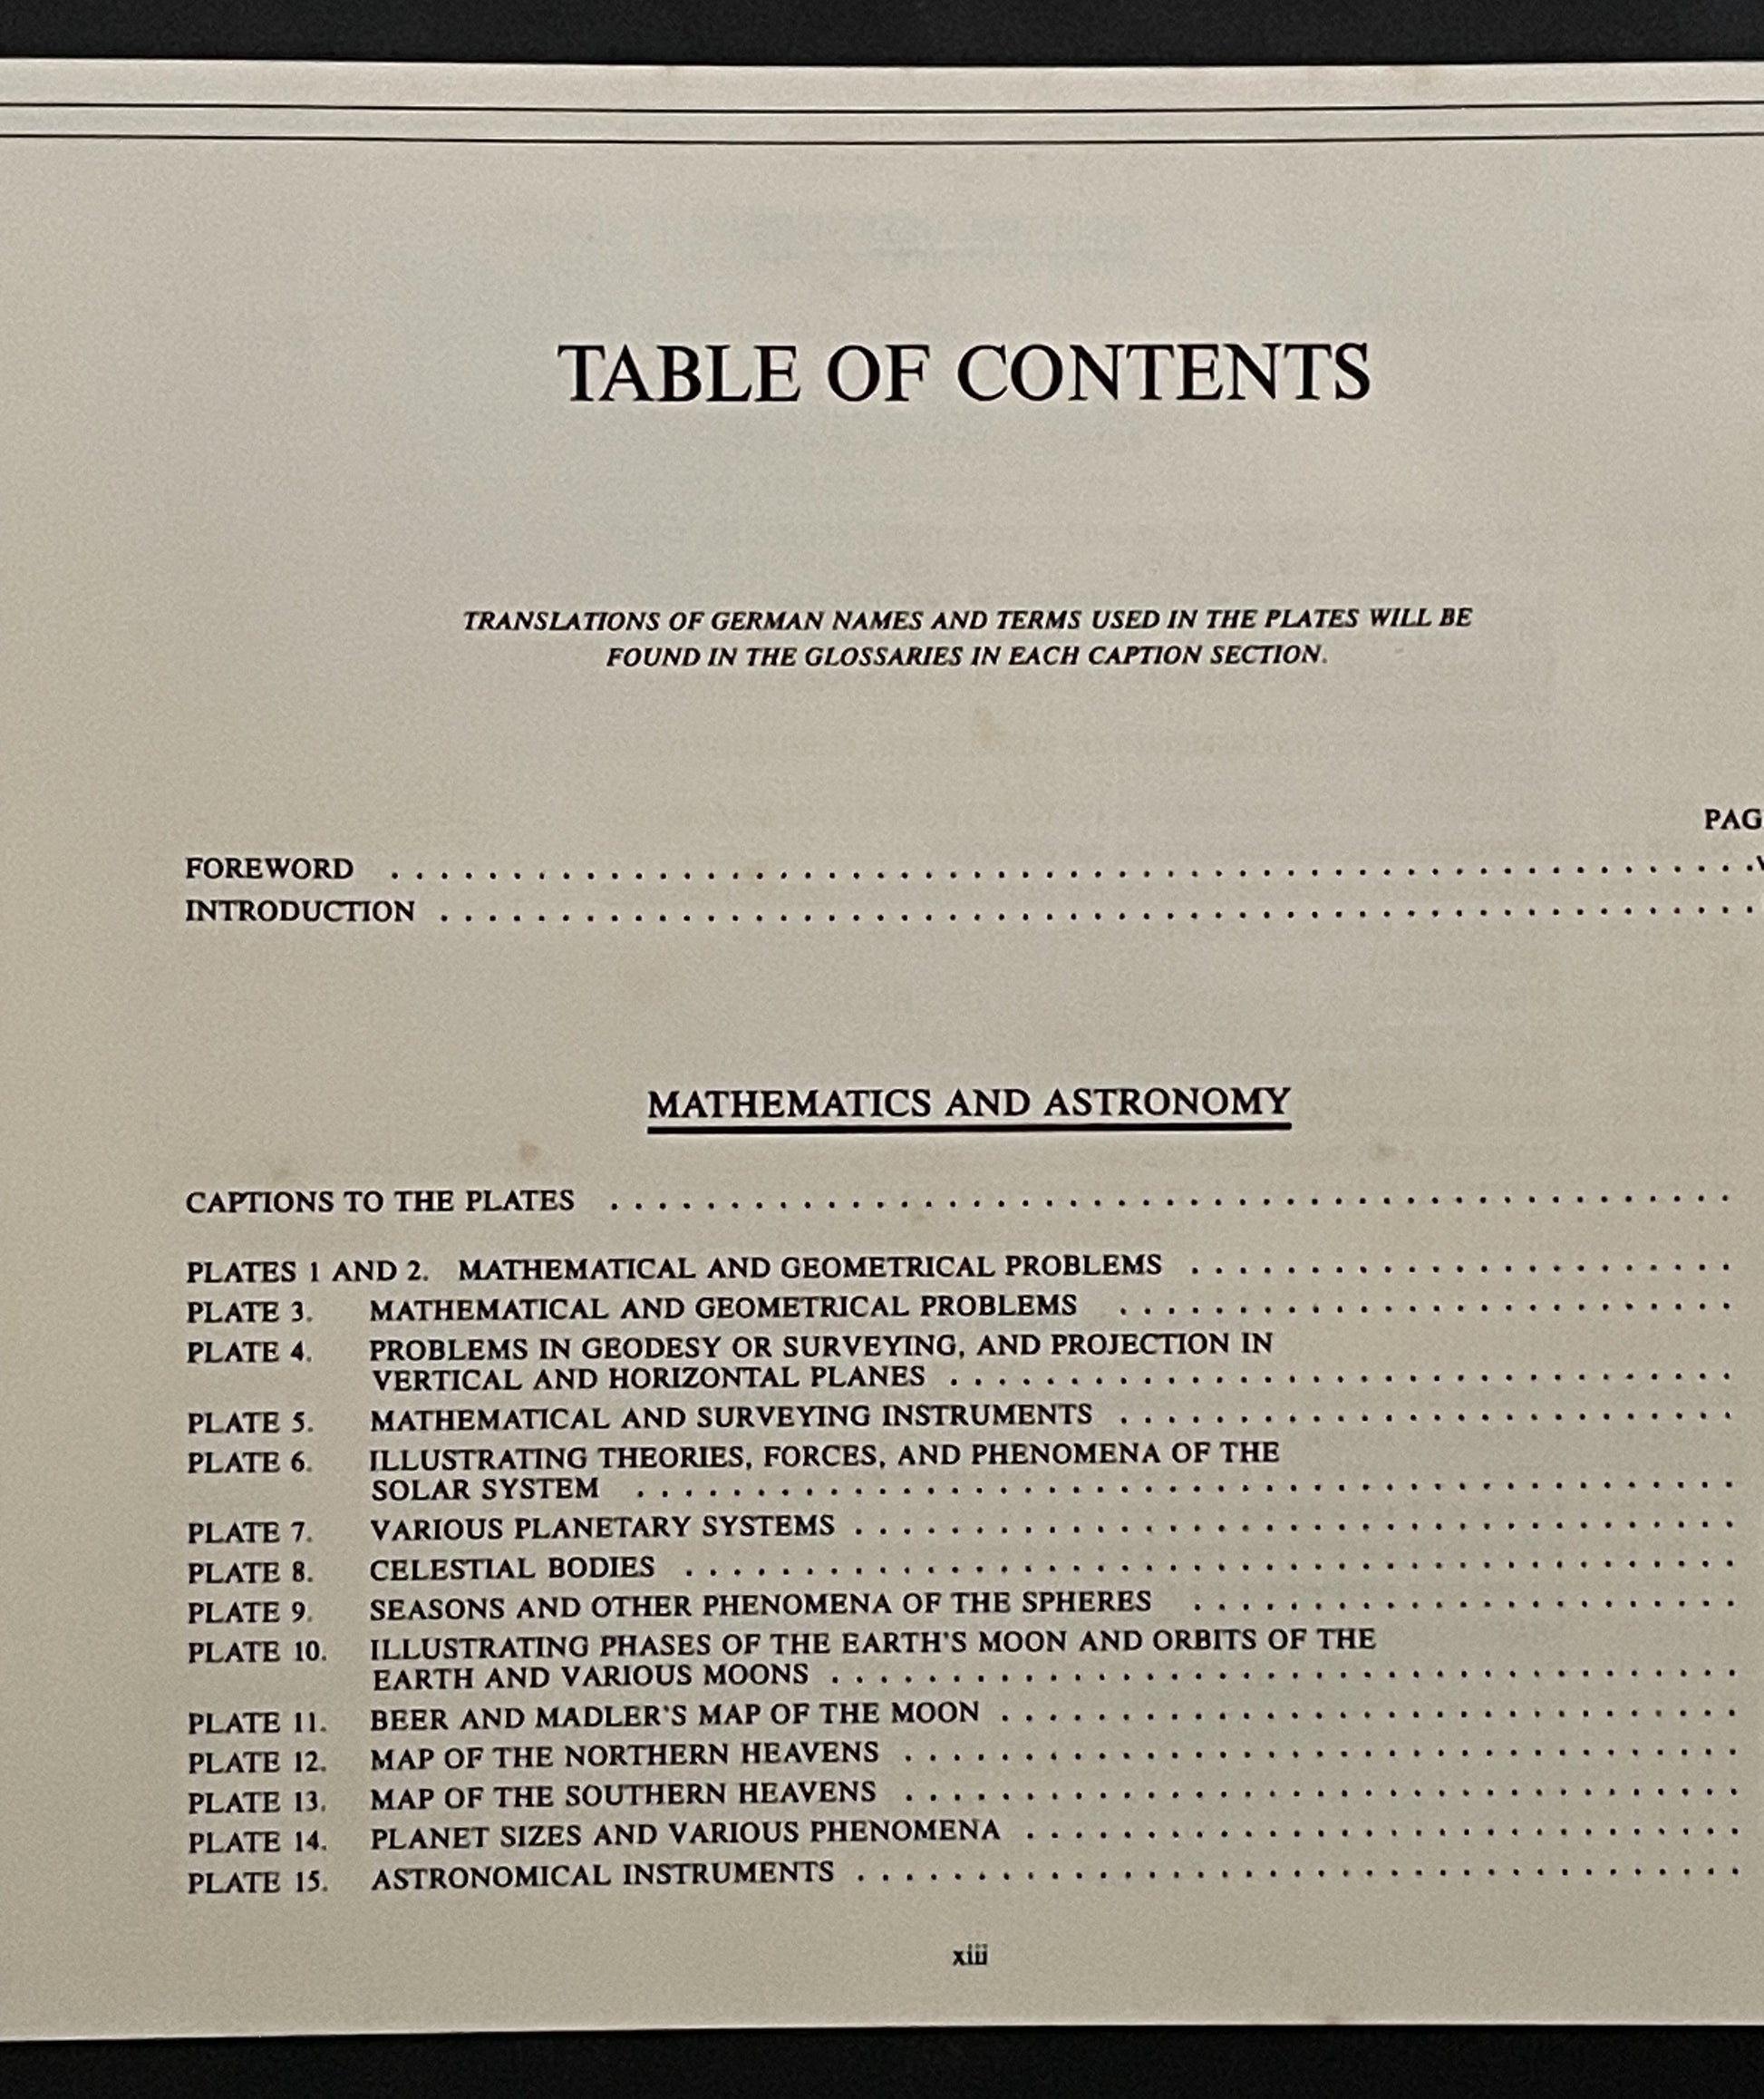 TABLE OF CONTENTS
TRANSLATIONS OF GERMAN NAMES AND TERMS USED IN THE PLATES WILL BE
FOUND IN THE GLOSSARIES IN EACH CAPTION SECTION.
PAG
FOREWORD . . . . . . . . . . . . . . . . . . . .
INTRODUCTION . . . . . . . . . . . . . . . . . . . .
MATHEMATICS AND ASTRONOMY
CAPTIONS TO THE PLATES . . . . . . . . . . . . . . . . . . . .
PLATES 1 AND 2. MATHEMATICAL AND GEOMETRICAL PROBLEMS . . . . . . . . . .
PLATE 3. MATHEMATICAL AND GEOMETRICAL PROBLEMS . . . . . . . . . .
PLATE 4. PROBLEMS IN GEODESY OR SURVEYING, AND PROJECTION IN
VERTICAL AND HORIZONTAL PLANES . . . . . . . . . .
PLATE 5. MATHEMATICAL AND SURVEYING INSTRUMENTS . . . . . . . . . .
PLATE 6. ILLUSTRATING THEORIES, FORCES, AND PHENOMENA OF THE
SOLAR SYSTEM . . . . . . . . . .
PLATE 7. VARIOUS PLANETARY SYSTEMS . . . . . . . . . .
PLATE 8. CELESTIAL BODIES . . . . . . . . . .
PLATE 9. SEASONS AND OTHER PHENOMENA OF THE SPHERES . . . . . . . . . .
PLATE 10. ILLUSTRATING PHASES OF THE EARTH'S MOON AND ORBITS OF THE
EARTH AND VARIOUS MOONS . . . . . . . . . .
PLATE 11. BEER AND MADLER'S MAP OF THE MOON . . . . . . . . . .
PLATE 12. MAP OF THE NORTHERN HEAVENS . . . . . . . . . .
PLATE 13. MAP OF THE SOUTHERN HEAVENS . . . . . . . . . .
PLATE 14. PLANET SIZES AND VARIOUS PHENOMENA . . . . . . . . . .
PLATE 15. ASTRONOMICAL INSTRUMENTS . . . . . . . . . .
xiii